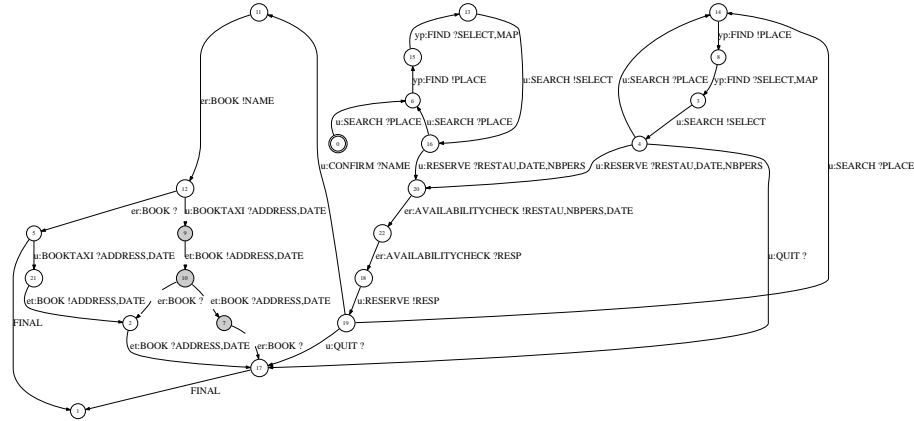 11
13
14
yp:FIND ?SELECT,MAP
yp:FIND !PLACE
15
8
u:SEARCH !SELECT
u:SEARCH ?PLACE
yp:FIND ?SELECT,MAP
yp:FIND !PLACE
er:BOOK !NAME
6
3
u:SEARCH ?PLACE
u:SEARCH ?PLACE
u:SEARCH !SELECT
0
16
4
u:CONFIRM ?NAME
u:RESERVE ?RESTAU,DATE,NBPERS
u:RESERVE ?RESTAU,DATE,NBPERS
u:SEARCH ?PLACE
12
20
er:BOOK ?
u:BOOKTAXI ?ADDRESS,DATE
er:AVAILABILITYCHECK !RESTAU,NBPERS,DATE
5
9
22
u:BOOKTAXI ?ADDRESS,DATE
et:BOOK !ADDRESS,DATE
er:AVAILABILITYCHECK ?RESP
u:QUIT ?
21
10
18
et:BOOK !ADDRESS,DATE
er:BOOK ?
et:BOOK ?ADDRESS,DATE
u:RESERVE !RESP
FINAL
2
7
19
et:BOOK ?ADDRESS,DATE
er:BOOK ?
u:QUIT ?
17
FINAL
1